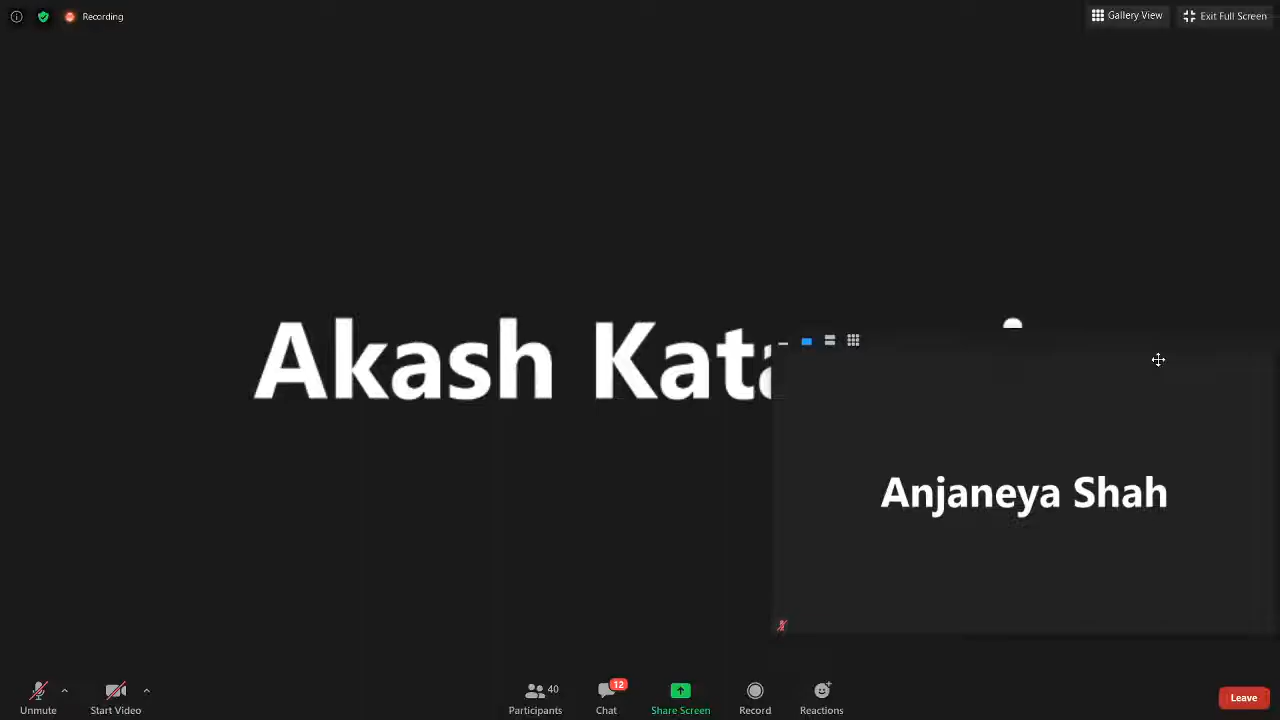 Recording
Gallery View
Exit Full Screen
Akash
Anjaneya Shah
40
12
Unmute
Start Video
Participants
Chat
Share Screen
Record
Reactions
Leave